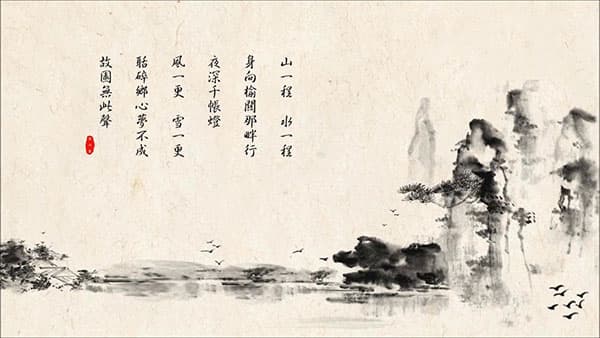 山一程　水一程
身向榆關那畔行
夜深千帳燈
風一更　雪一更
聒碎鄉心夢不成
故園無此聲